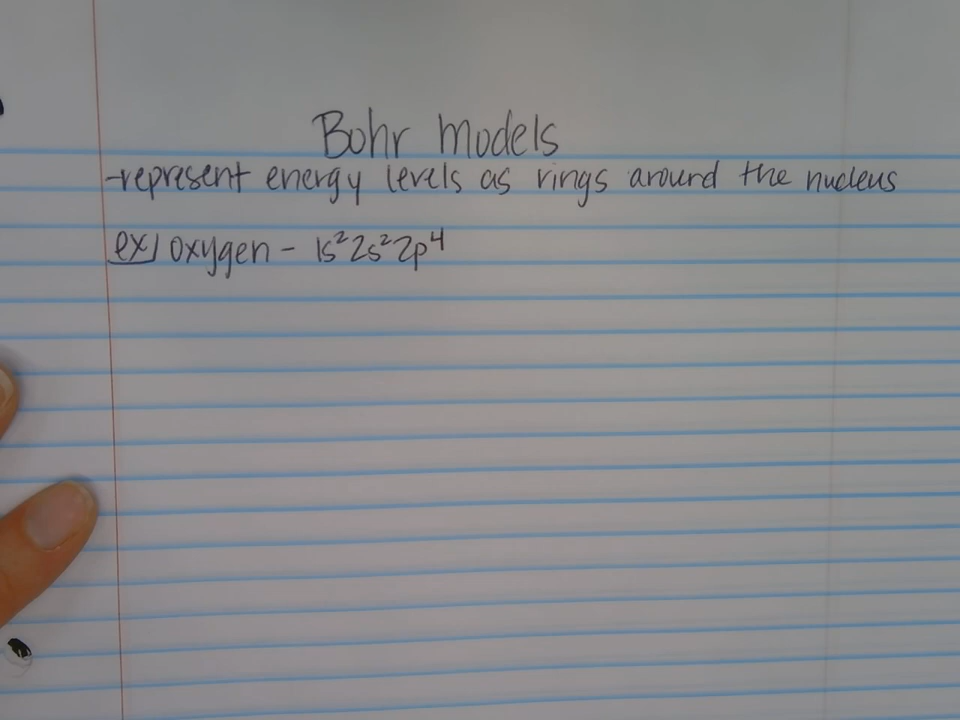 Bohr Models
-represent energy levels as rings around the nucleus
ex) oxygen - 1s²2s²2p⁴